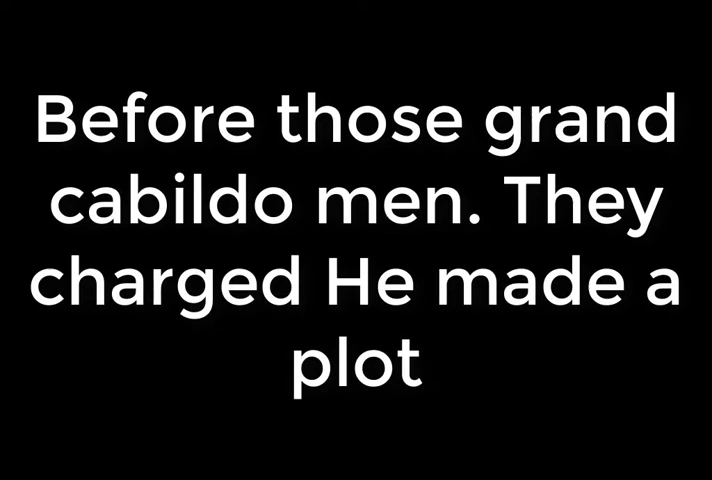 Before those grand
cabildo men. They
charged He made a
plot